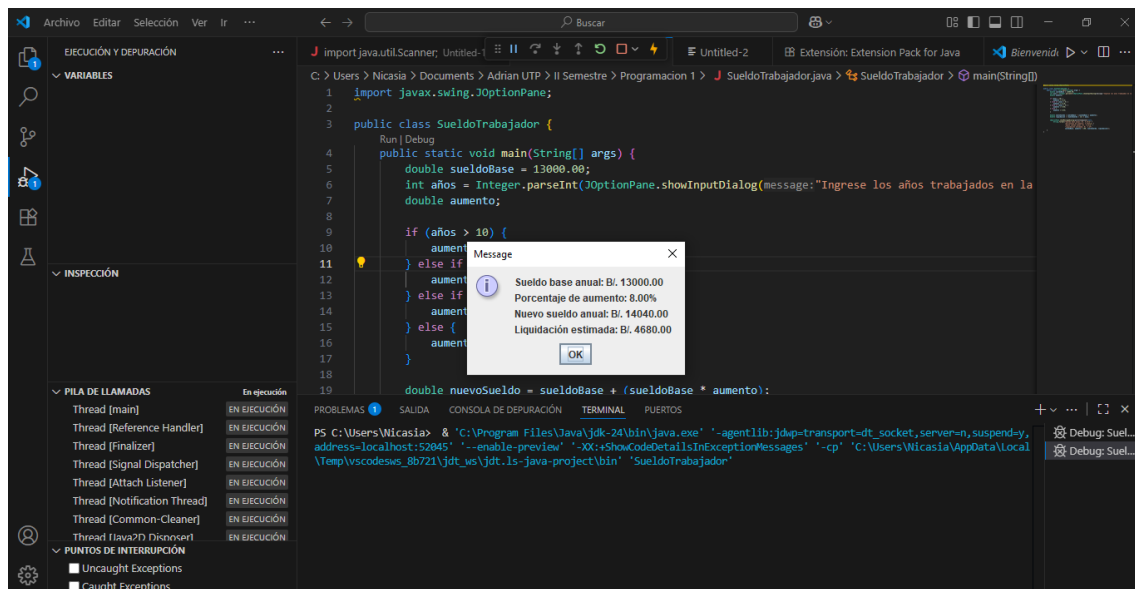 Archivo Editar Selección Ver Ir ...
Buscar
EJECUCIÓN Y DEPURACIÓN
VARIABLES
INSPECCIÓN
PILA DE LLAMADAS En ejecución
Thread [main] EN EJECUCIÓN
Thread [Reference Handler] EN EJECUCIÓN
Thread [Finalizer] EN EJECUCIÓN
Thread [Signal Dispatcher] EN EJECUCIÓN
Thread [Attach Listener] EN EJECUCIÓN
Thread [Notification Thread] EN EJECUCIÓN
Thread [Common-Cleaner] EN EJECUCIÓN
Thread [Java2D Disposer] EN EJECUCIÓN
PUNTOS DE INTERRUPCIÓN
Uncaught Exceptions
Caught Exceptions
J import java.util.Scanner; Untitled-1
Untitled-2
Extensión: Extension Pack for Java
Bienvenid
C: > Users > Nicasia > Documents > Adrian UTP > II Semestre > Programacion 1 > J SueldoTrabajador.java > SueldoTrabajador > main(String[])
1 import javax.swing.JOptionPane;
2
3 public class SueldoTrabajador {
Run | Debug
4 public static void main(String[] args) {
5 double sueldoBase = 13000.00;
6 int años = Integer.parseInt(JOptionPane.showInputDialog(message:"Ingrese los años trabajados en la
7 double aumento;
8
9 if (años > 10) {
10 aument
11 } else if
12 aument
13 } else if
14 aument
15 } else {
16 aument
17 }
18
19 double nuevoSueldo = sueldoBase + (sueldoBase * aumento);
Message
Sueldo base anual: B/. 13000.00
Porcentaje de aumento: 8.00%
Nuevo sueldo anual: B/. 14040.00
Liquidación estimada: B/. 4680.00
OK
PROBLEMAS 1 SALIDA CONSOLA DE DEPURACIÓN TERMINAL PUERTOS
PS C:\Users\Nicasia> & 'C:\Program Files\Java\jdk-24\bin\java.exe' '-agentlib:jdwp=transport=dt_socket,server=n,suspend=y,
address=localhost:52045' '--enable-preview' '-XX:+ShowCodeDetailsInExceptionMessages' '-cp' 'C:\Users\Nicasia\AppData\Local
\Temp\vscodesws_8b721\jdt_ws\jdt.ls-java-project\bin' 'SueldoTrabajador'
Debug: Suel...
Debug: Suel...